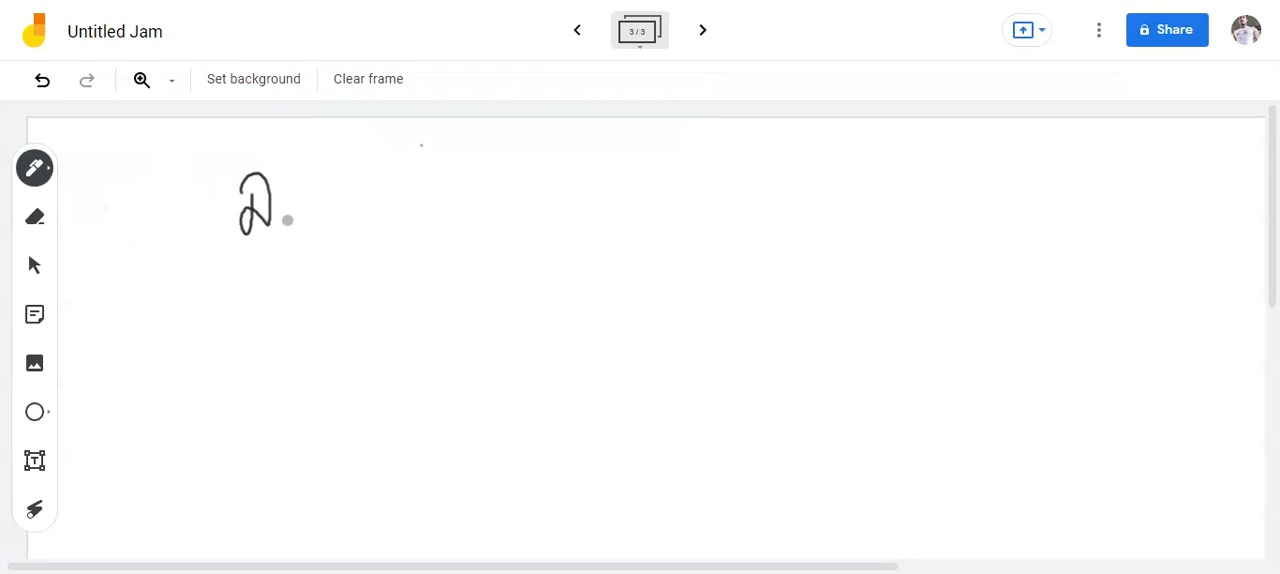 Untitled Jam
3 / 3
Share
Set background
Clear frame